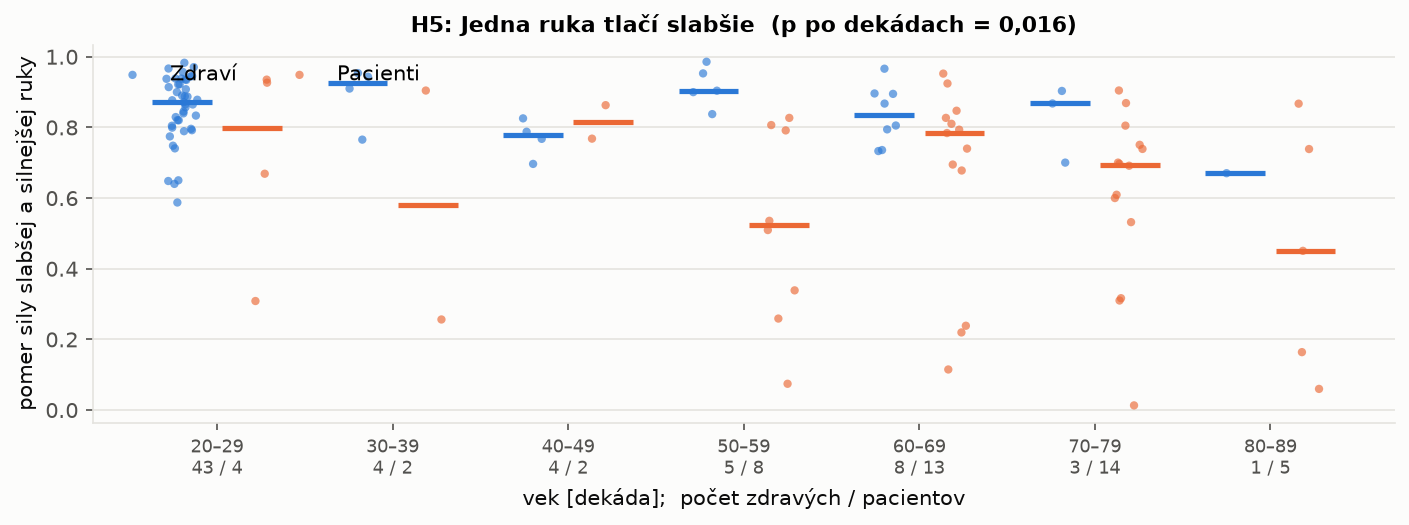 H5: Jedna ruka tlačí slabšie  (p po dekádach = 0,016)
pomer sily slabšej a silnejšej ruky
1.0
0.8
0.6
0.4
0.2
0.0
Zdraví
Pacienti
20–29
43 / 4
30–39
4 / 2
40–49
4 / 2
50–59
5 / 8
60–69
8 / 13
70–79
3 / 14
80–89
1 / 5
vek [dekáda];  počet zdravých / pacientov